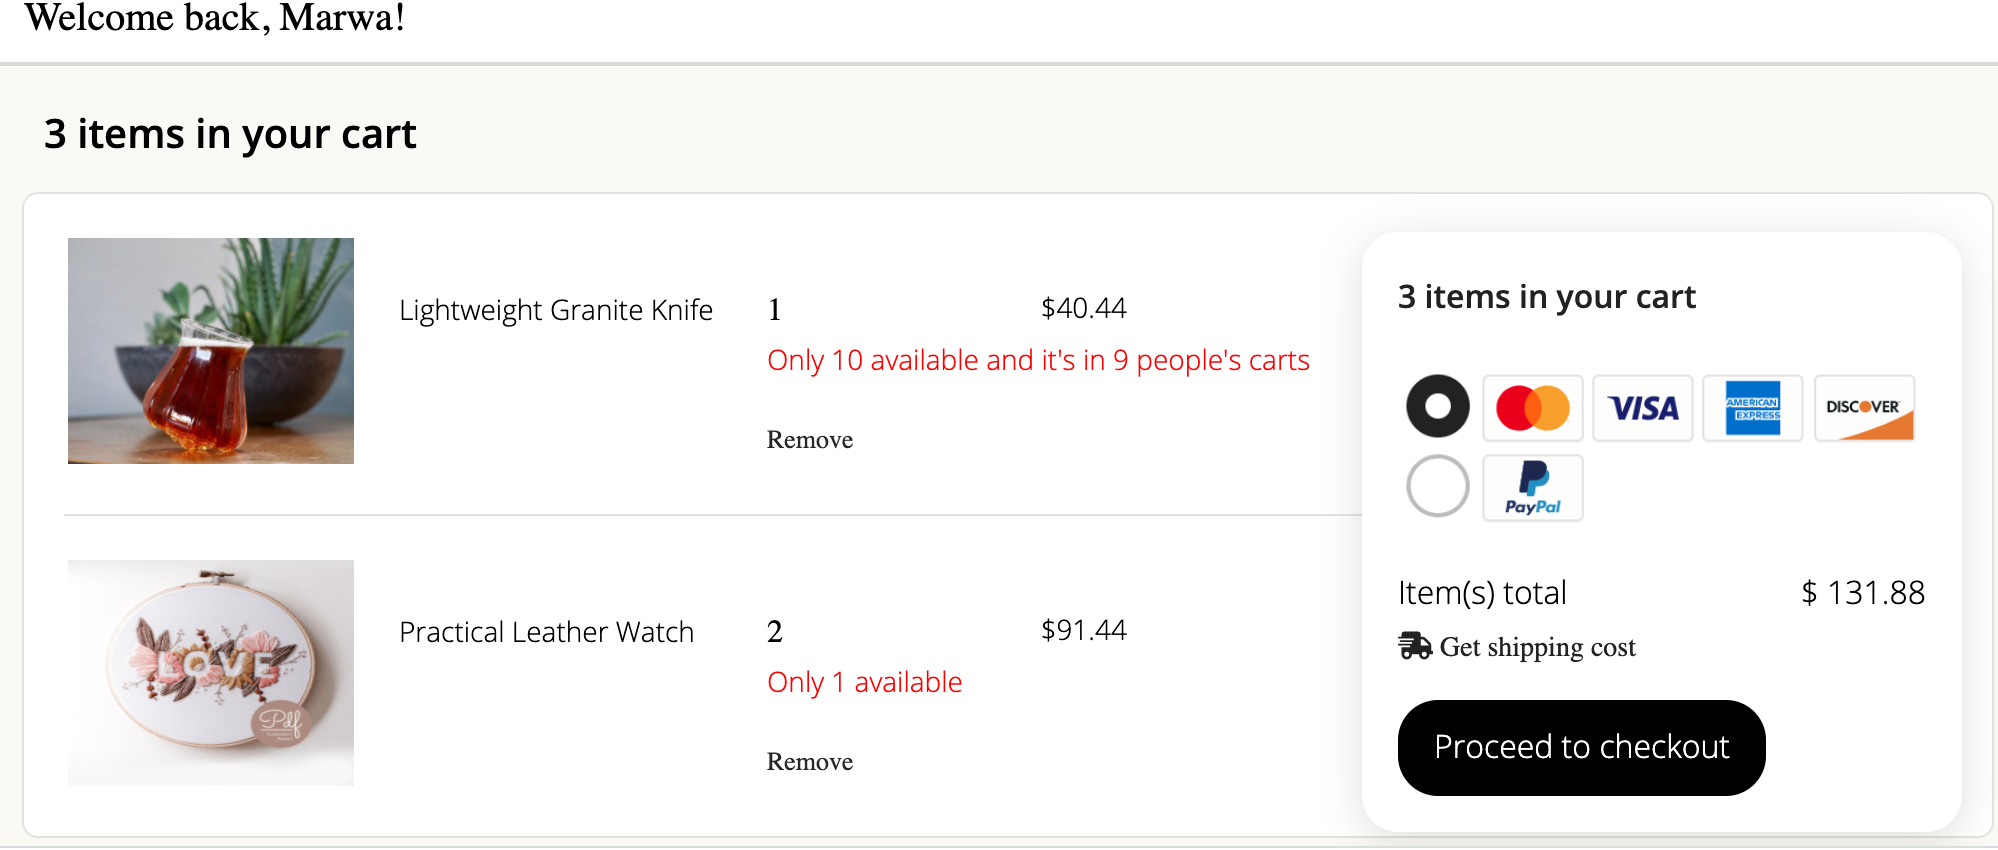 Welcome back, Marwa!
3 items in your cart
Lightweight Granite Knife 1 $40.44
Only 10 available and it's in 9 people's carts
Remove
LOVE
Pdf
Practical Leather Watch 2 $91.44
Only 1 available
Remove
3 items in your cart
VISA
AMERICAN
EXPRESS
DISCOVER
PayPal
Item(s) total $ 131.88
Get shipping cost
Proceed to checkout